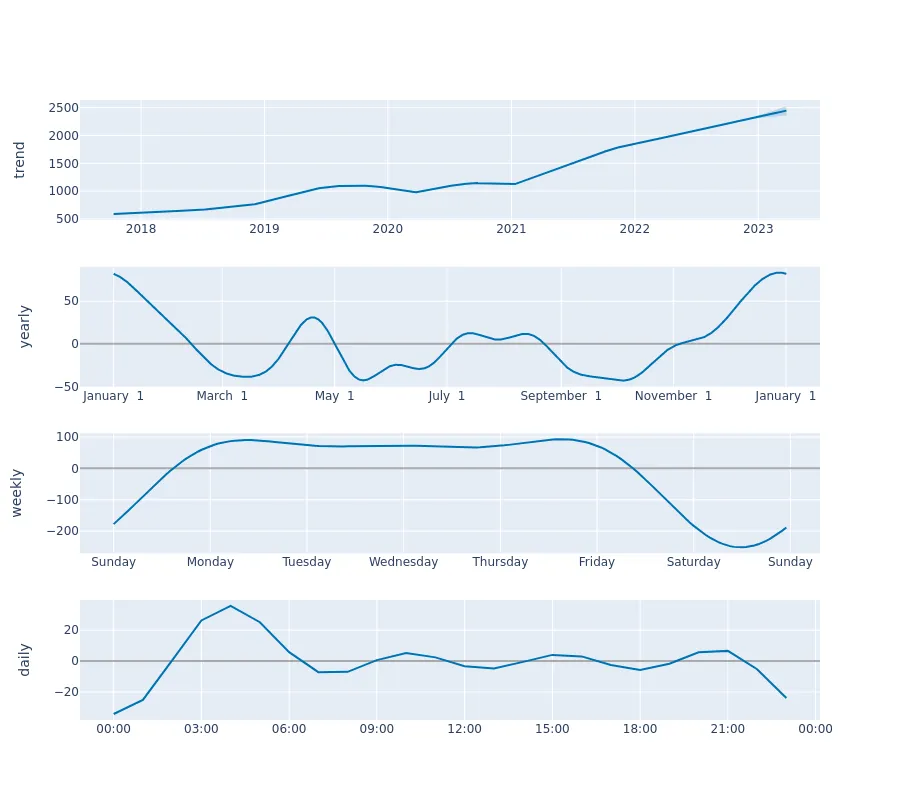 trend
2500
2000
1500
1000
500
2018 2019 2020 2021 2022 2023
yearly
50
0
−50
January 1 March 1 May 1 July 1 September 1 November 1 January 1
weekly
100
0
−100
−200
Sunday Monday Tuesday Wednesday Thursday Friday Saturday Sunday
daily
20
0
−20
00:00 03:00 06:00 09:00 12:00 15:00 18:00 21:00 00:00